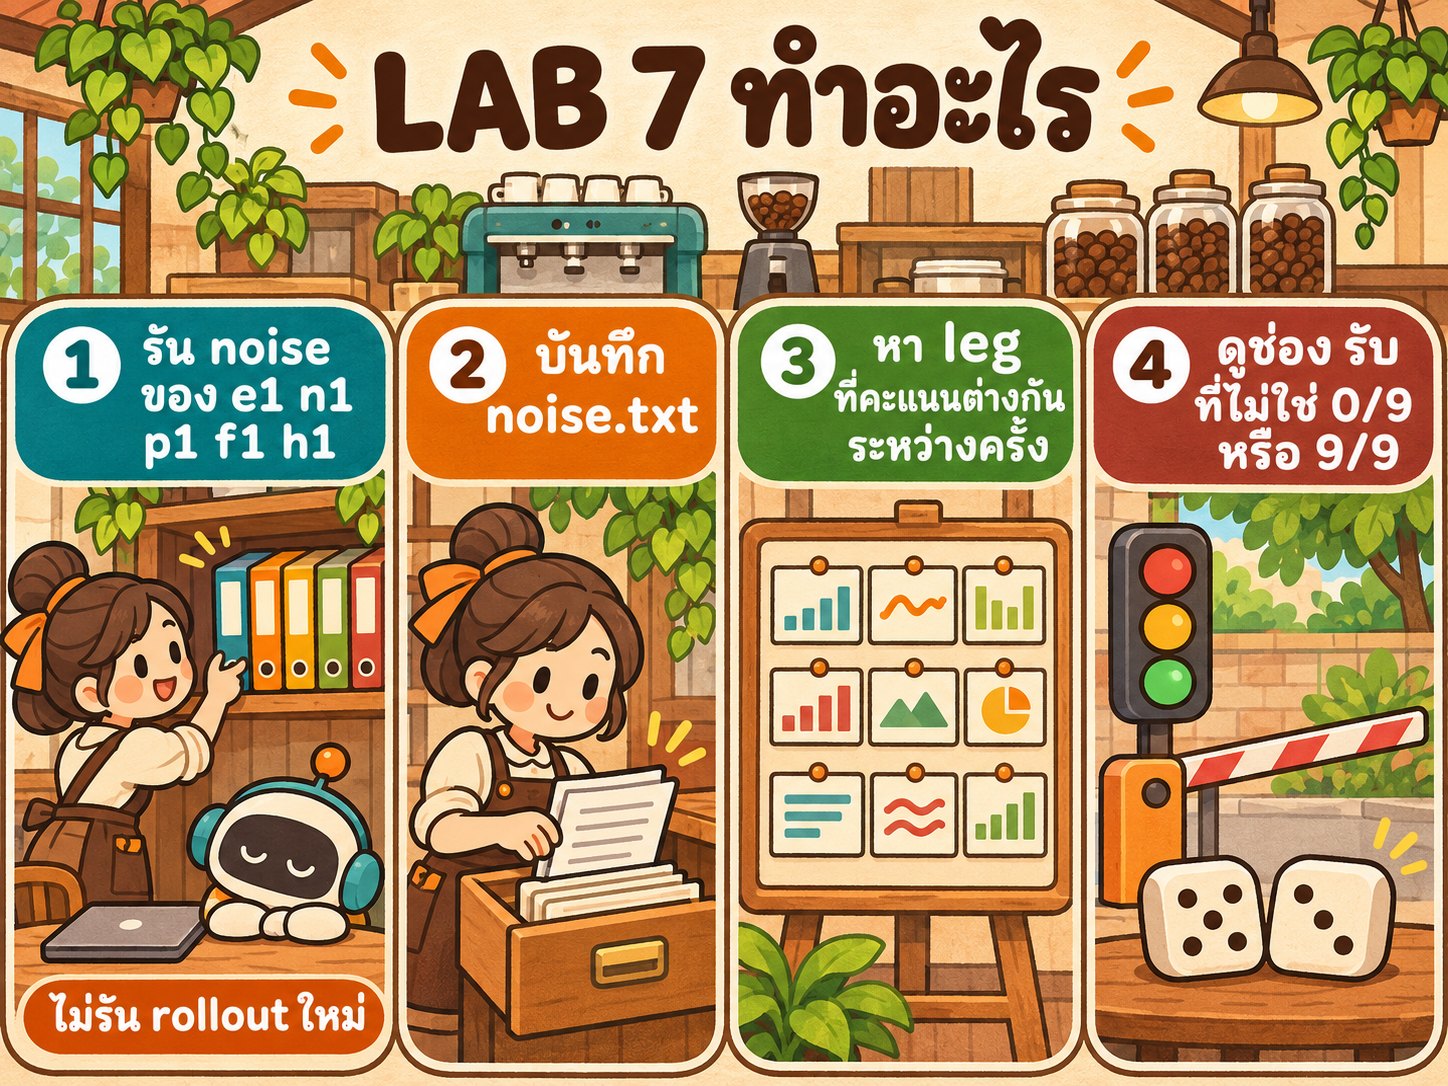 LAB 7 ทำอะไร
1
รัน noise
ของ e1 n1
p1 f1 h1
ไม่รัน rollout ใหม่
2
บันทึก
noise.txt
3
หา leg
ที่คะแนนต่างกัน
ระหว่างครั้ง
4
ดูช่อง รับ
ที่ไม่ใช่ 0/9
หรือ 9/9